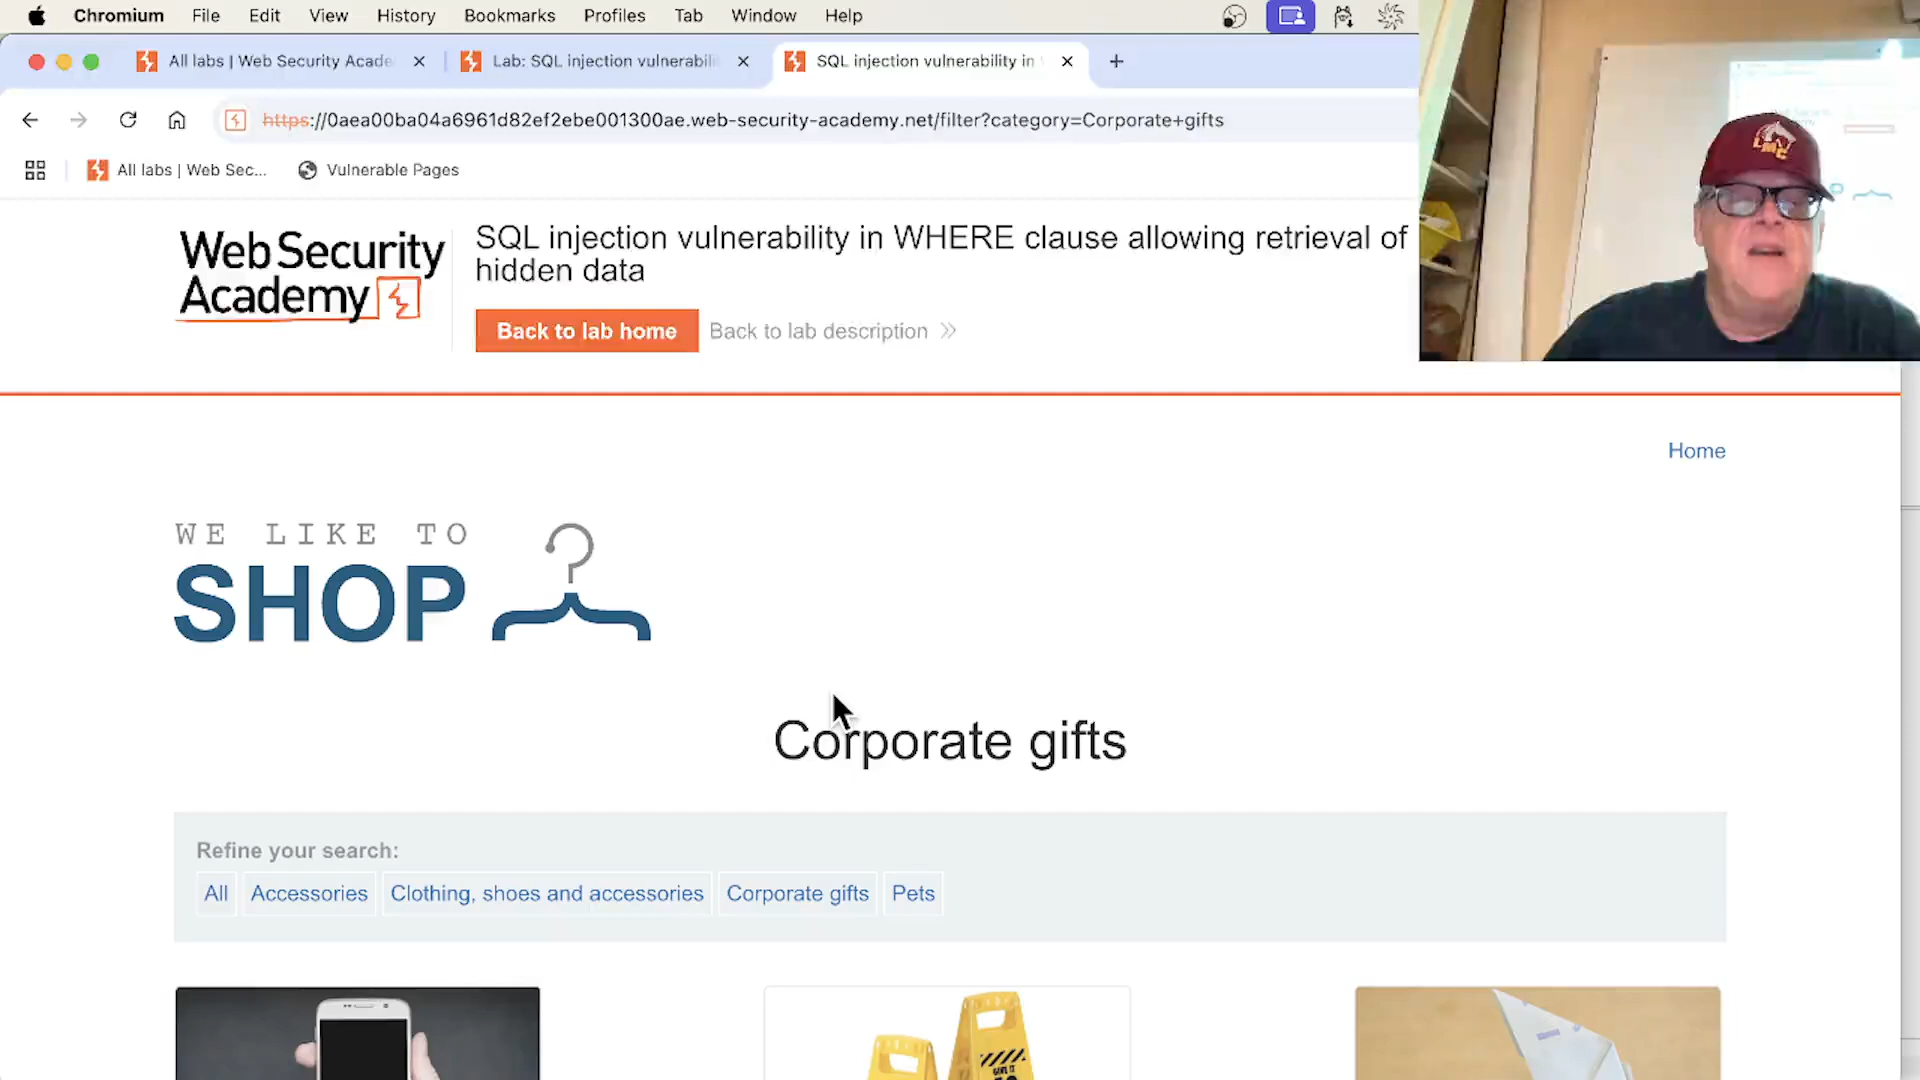 Chromium File Edit View History Bookmarks Profiles Tab Window Help
All labs | Web Security Acade
Lab: SQL injection vulnerabili
SQL injection vulnerability in
https://0aea00ba04a6961d82ef2ebe001300ae.web-security-academy.net/filter?category=Corporate+gifts
All labs | Web Sec...
Vulnerable Pages
Web Security
Academy
SQL injection vulnerability in WHERE clause allowing retrieval of
hidden data
Back to lab home
Back to lab description
LMC
Home
WE LIKE TO
SHOP
Corporate gifts
Refine your search:
All Accessories Clothing, shoes and accessories Corporate gifts Pets